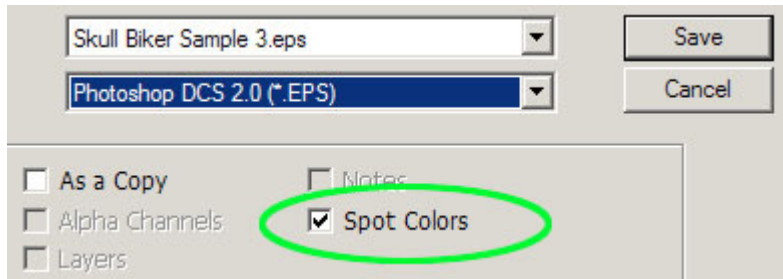 Skull Biker Sample 3.eps
Save
Photoshop DCS 2.0 (*.EPS)
Cancel
As a Copy
Notes
Alpha Channels
Spot Colors
Layers